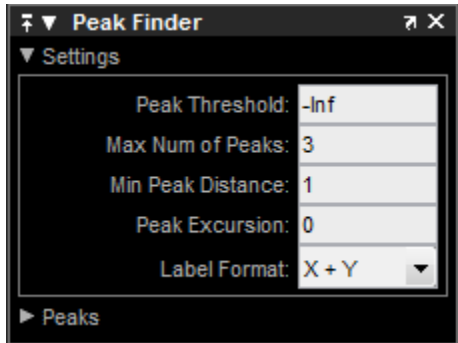 Peak Finder
Settings
Peak Threshold: -Inf
Max Num of Peaks: 3
Min Peak Distance: 1
Peak Excursion: 0
Label Format: X + Y
Peaks